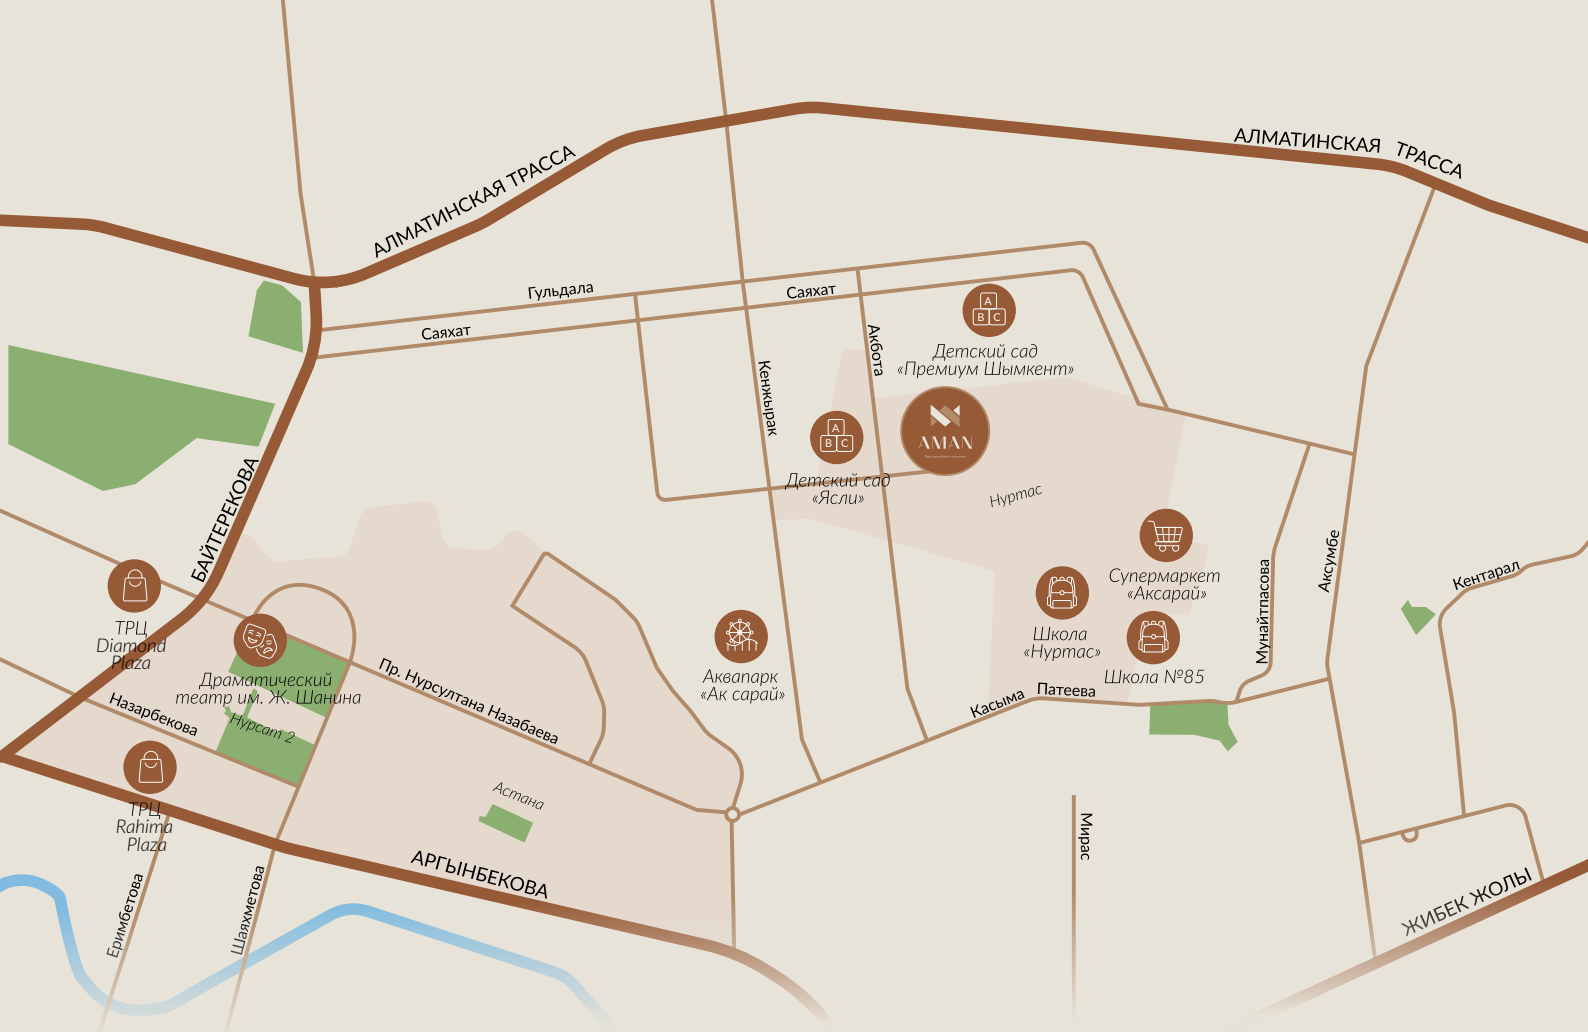 АЛМАТИНСКАЯ ТРАССА
АЛМАТИНСКАЯ ТРАССА
Гульдала
Саяхат
Саяхат
Акбота
Кенжырак
A
B C
Детский сад
«Премиум Шымкент»
AMAN
A
B C
Детский сад
«Ясли»
Нуртас
БАЙТЕРЕКОВА
Супермаркет
«Аксарай»
Школа
«Нуртас»
Школа №85
Мунайтпасова
Аксумбе
Кентарал
ТРЦ
Diamond
Plaza
Драматический
театр им. Ж. Шанина
Пр. Нурсултана Назабаева
Аквапарк
«Ак сарай»
Касыма Патеева
Назарбекова
Нурсат 2
ТРЦ
Rahima
Plaza
Астана
АРГЫНБЕКОВА
Мирас
Еримбетова
Шаяхметова
ЖИБЕК ЖОЛЫ